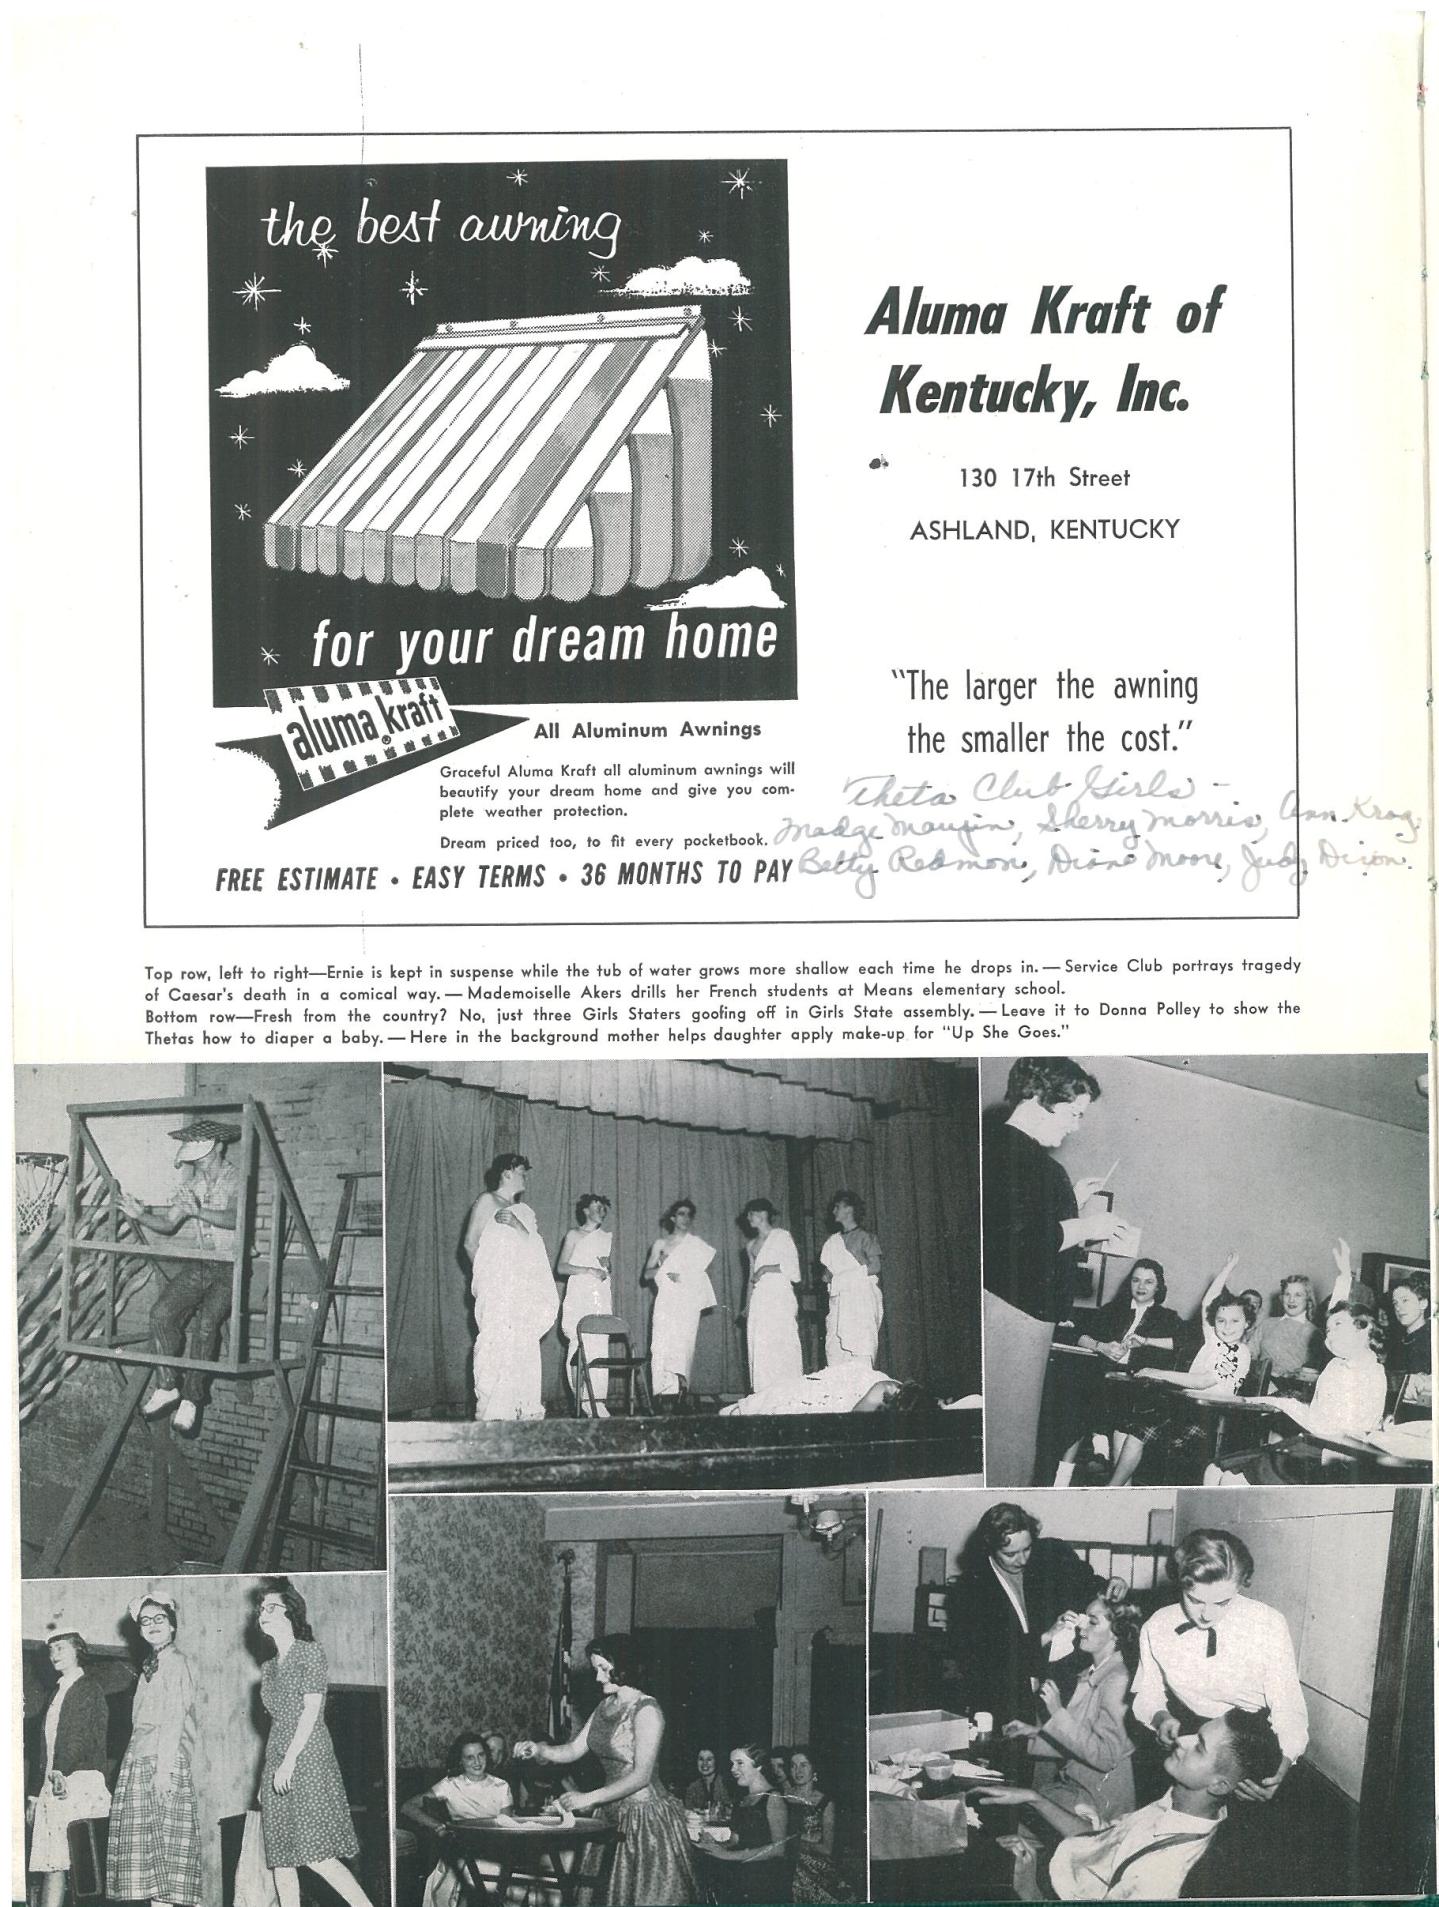 the best awning
for your dream home
aluma kraft ®
All Aluminum Awnings
Graceful Aluma Kraft all aluminum awnings will
beautify your dream home and give you com-
plete weather protection.
Dream priced too, to fit every pocketbook.
FREE ESTIMATE • EASY TERMS • 36 MONTHS TO PAY
Aluma Kraft of
Kentucky, Inc.
130 17th Street
ASHLAND, KENTUCKY
"The larger the awning
the smaller the cost."
Theta Club Girls -
Madge Maupin, Sherry Morris, Ann Krog,
Betty Redmon, Diane Moore, Judy Dixon.
Top row, left to right—Ernie is kept in suspense while the tub of water grows more shallow each time he drops in. — Service Club portrays tragedy
of Caesar's death in a comical way. — Mademoiselle Akers drills her French students at Means elementary school.
Bottom row—Fresh from the country? No, just three Girls Staters goofing off in Girls State assembly. — Leave it to Donna Polley to show the
Thetas how to diaper a baby. — Here in the background mother helps daughter apply make-up for "Up She Goes."